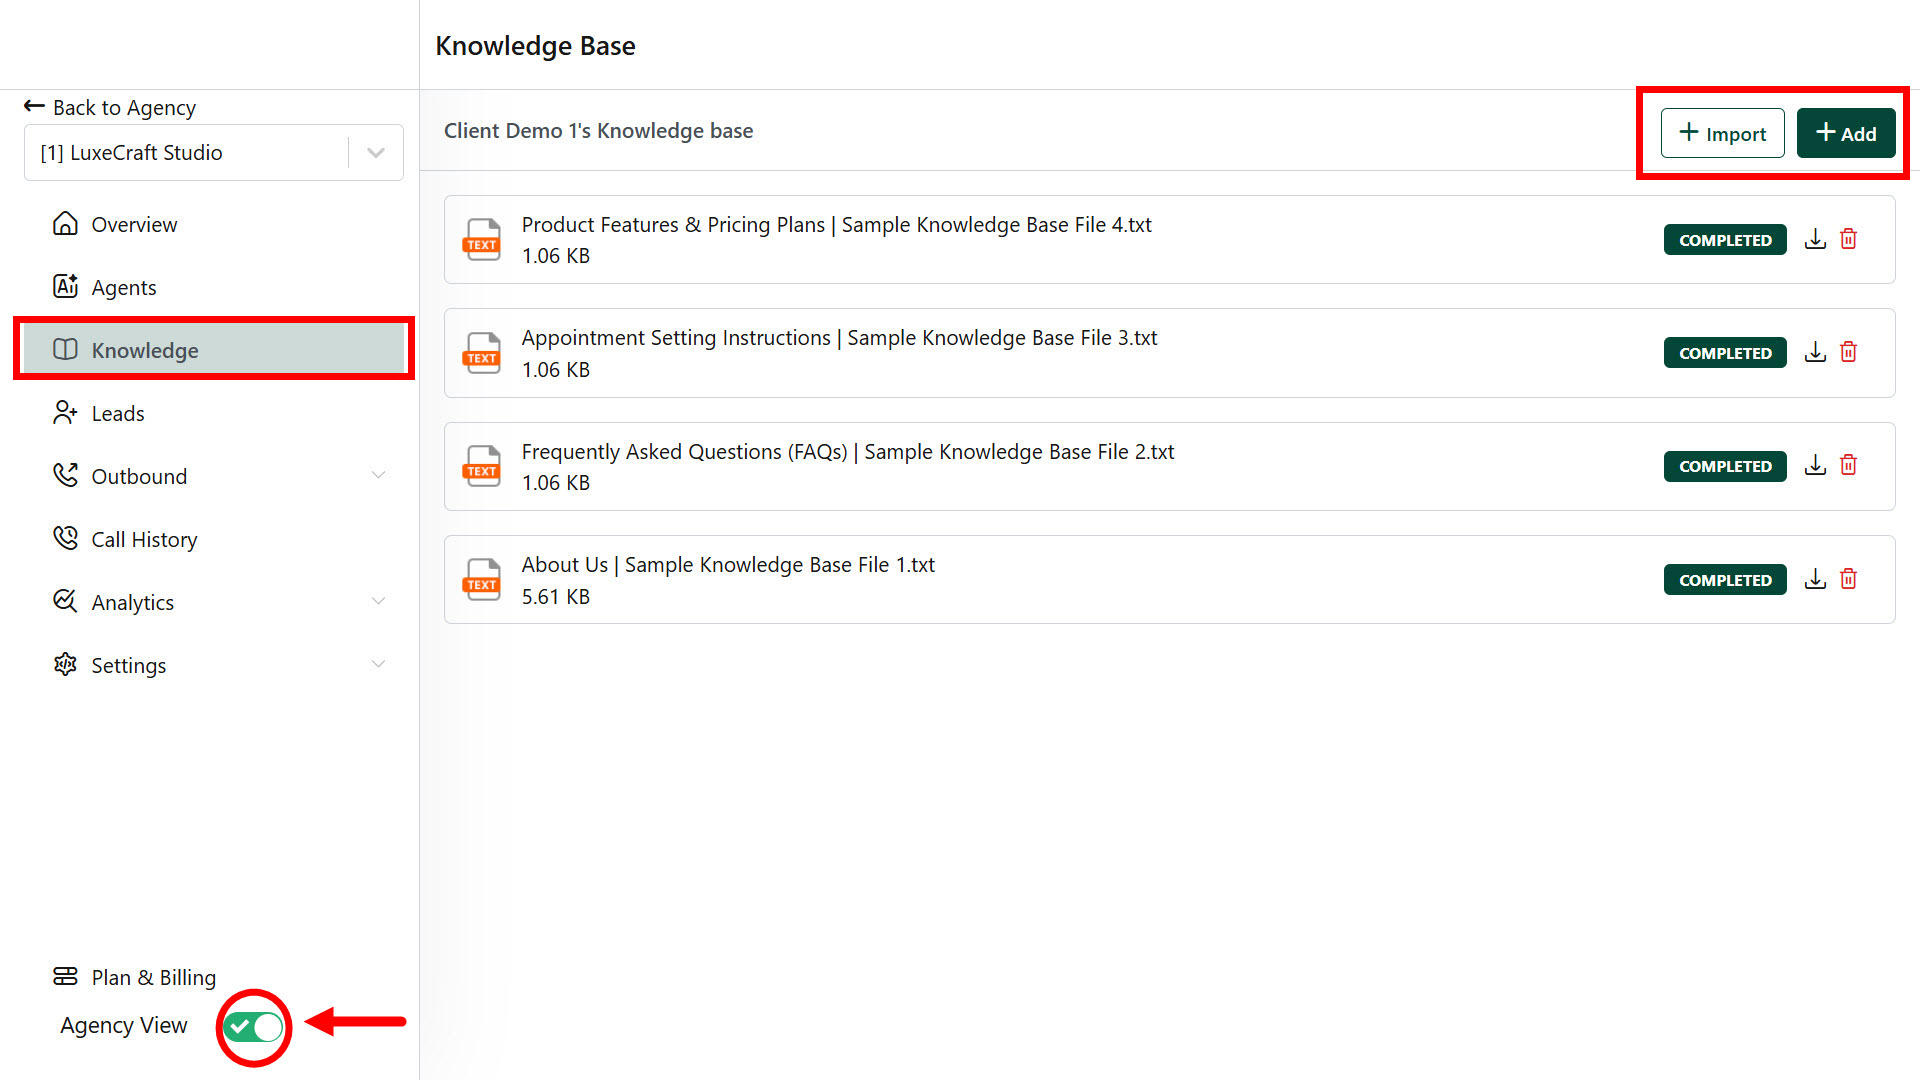 Knowledge Base
Back to Agency
[1] LuxeCraft Studio
Overview
Agents
Knowledge
Leads
Outbound
Call History
Analytics
Settings
Plan & Billing
Agency View
Client Demo 1's Knowledge base
Import
Add
TEXT
Product Features & Pricing Plans | Sample Knowledge Base File 4.txt
1.06 KB
COMPLETED
TEXT
Appointment Setting Instructions | Sample Knowledge Base File 3.txt
1.06 KB
COMPLETED
TEXT
Frequently Asked Questions (FAQs) | Sample Knowledge Base File 2.txt
1.06 KB
COMPLETED
TEXT
About Us | Sample Knowledge Base File 1.txt
5.61 KB
COMPLETED